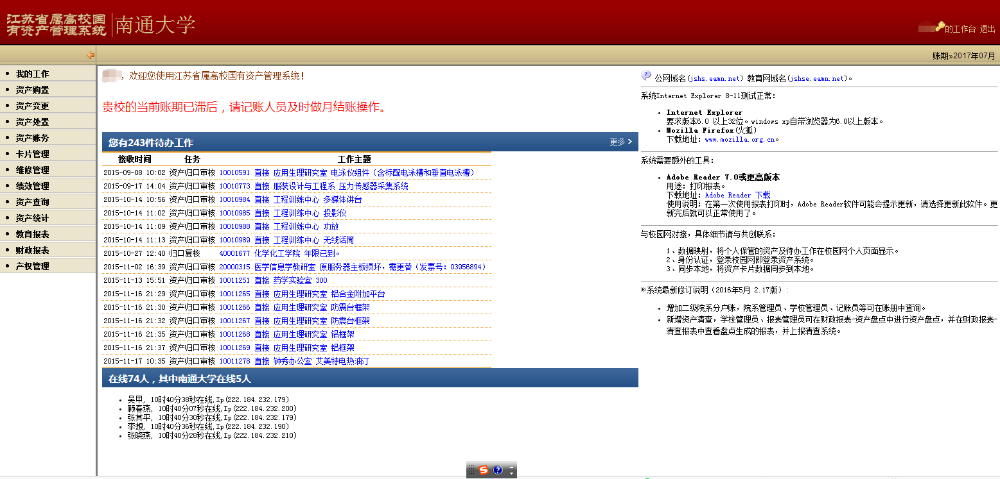 江苏省属高校国
有资产管理系统
南通大学
的工作台 退出
账期»2017年07月
我的工作
资产购置
资产变更
资产处置
资产账务
卡片管理
维修管理
绩效管理
资产查询
资产统计
教育报表
财政报表
产权管理
，欢迎您使用江苏省属高校国有资产管理系统！
贵校的当前账期已滞后，请记账人员及时做月结账操作。
您有243件待办工作 更多
接收时间 任务 工作主题
2015-09-08 10:02 资产归口审核 10010591 直接 应用生理研究室 电泳仪组件（含标配电泳槽和垂直电泳槽）
2015-09-17 14:04 资产归口审核 10010773 直接 服装设计与工程系 压力传感器采集系统
2015-10-14 10:56 资产归口审核 10010984 直接 工程训练中心 多媒体讲台
2015-10-14 11:02 资产归口审核 10010985 直接 工程训练中心 投影仪
2015-10-14 11:09 资产归口审核 10010988 直接 工程训练中心 功放
2015-10-14 11:13 资产归口审核 10010989 直接 工程训练中心 无线话筒
2015-10-27 12:40 归口复核 40001677 化学化工学院 年限已到。
2015-11-02 16:39 资产归口审核 20000315 医学信息学教研室 原服务器主板损坏，需更替（发票号：03956894）
2015-11-13 15:51 资产归口审核 10011251 直接 药学实验室 300
2015-11-16 21:29 资产归口审核 10011265 直接 应用生理研究室 铝合金附加平台
2015-11-16 21:30 资产归口审核 10011266 直接 应用生理研究室 防震台框架
2015-11-16 21:32 资产归口审核 10011267 直接 应用生理研究室 防震台框架
2015-11-16 21:35 资产归口审核 10011268 直接 应用生理研究室 铝框架
2015-11-16 21:37 资产归口审核 10011269 直接 应用生理研究室 铝框架
2015-11-17 10:35 资产归口审核 10011278 直接 钟秀办公室 艾美特电热油汀
在线74人，其中南通大学在线5人
吴甲, 10时40分38秒在线,Ip(222.184.232.179)
顾春燕, 10时40分07秒在线,Ip(222.184.232.200)
张其平, 10时40分30秒在线,Ip(222.184.232.179)
李想, 10时40分36秒在线,Ip(222.184.232.190)
张晓燕, 10时40分28秒在线,Ip(222.184.232.210)
公网域名(jshs.eamn.net) 教育网域名(jshse.eamn.net)。
系统Internet Explorer 8-11测试正常：
Internet Explorer
要求版本6.0 以上32位。windows xp自带浏览器为6.0以上版本。
Mozilla Firefox(火狐)
下载地址：www.mozilla.org.cn。
系统需要额外的工具：
Adobe Reader 7.0或更高版本
用途：打印报表。
下载地址：Adobe Reader 下载
使用说明：在第一次使用报表打印时，Adobe Reader软件可能会提示更新，请选择更新此软件。更
新完后就可以正常使用了。
与校园网对接，具体细节请与共创联系：
1、数据映射，将个人保管的资产及待办工作在校园网个人页面显示。
2、身份认证，登录校园网即登录资产系统。
3、同步本地，将资产卡片数据同步到本地。
系统最新修订说明（2016年5月 2.17版）：
增加二级院系分户账，院系管理员、学校管理员、记账员等可在账册中查询。
新增资产清查，学校管理员、报表管理员可在财政报表-资产盘点中进行资产盘点，并在财政报表-
清查报表中查看盘点生成的报表，并上报清查系统。